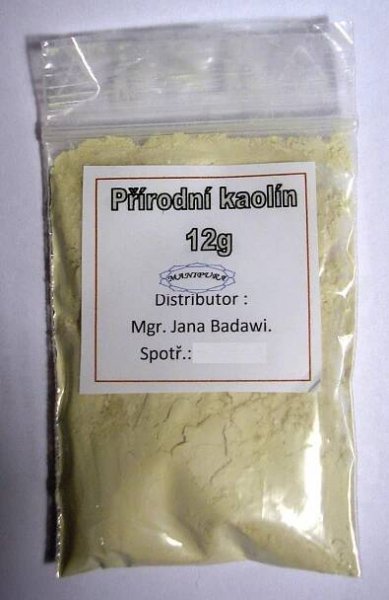 Přírodní kaolín
12g
MANIPURA
Distributor :
Mgr. Jana Badawi.
Spotř.: